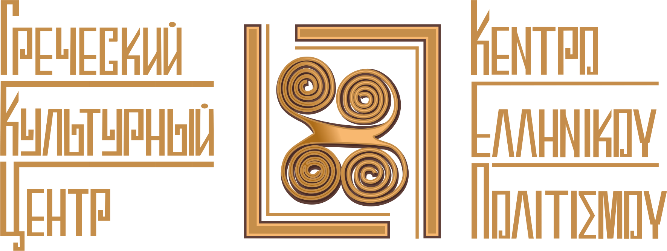 Греческий
Культурный
Центр
Κεντρο
Ελληνικου
Πολιτισμου